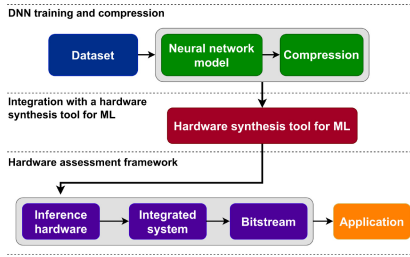 DNN training and compression
Dataset
Neural network
model
Compression
Integration with a hardware
synthesis tool for ML
Hardware synthesis tool for ML
Hardware assessment framework
Inference
hardware
Integrated
system
Bitstream
Application